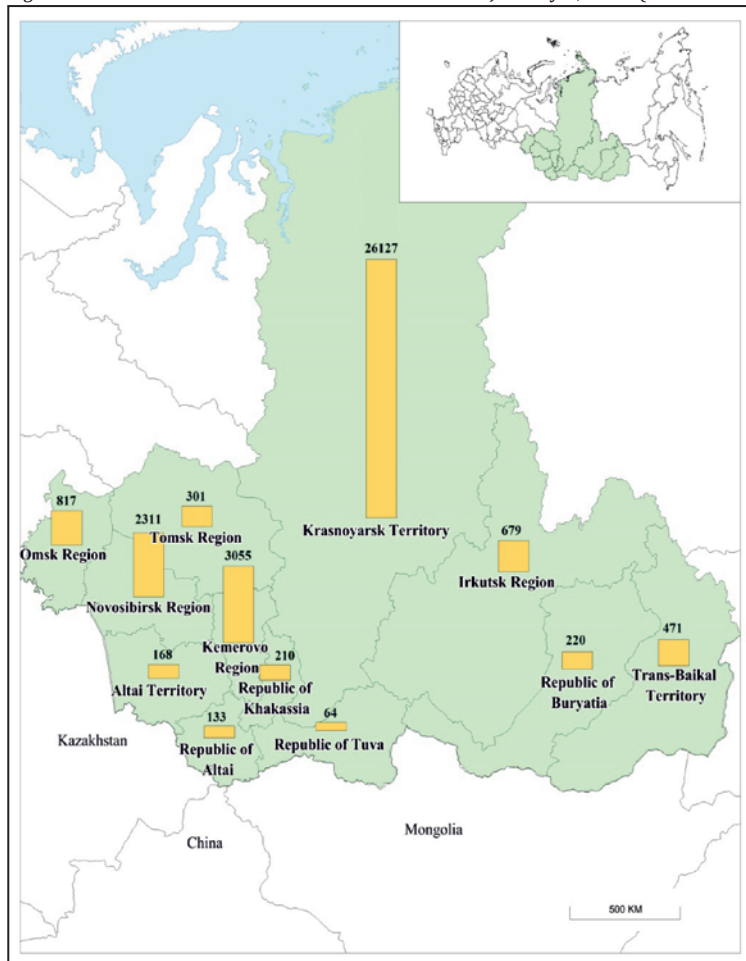 26127
Krasnoyarsk Territory
817
Omsk Region
301
Tomsk Region
2311
Novosibirsk Region
3055
Kemerovo
Region
679
Irkutsk Region
168
Altai Territory
210
Republic of
Khakassia
220
Republic of
Buryatia
471
Trans-Baikal
Territory
133
Republic of
Altai
64
Republic of Tuva
Kazakhstan
China
Mongolia
500 KM